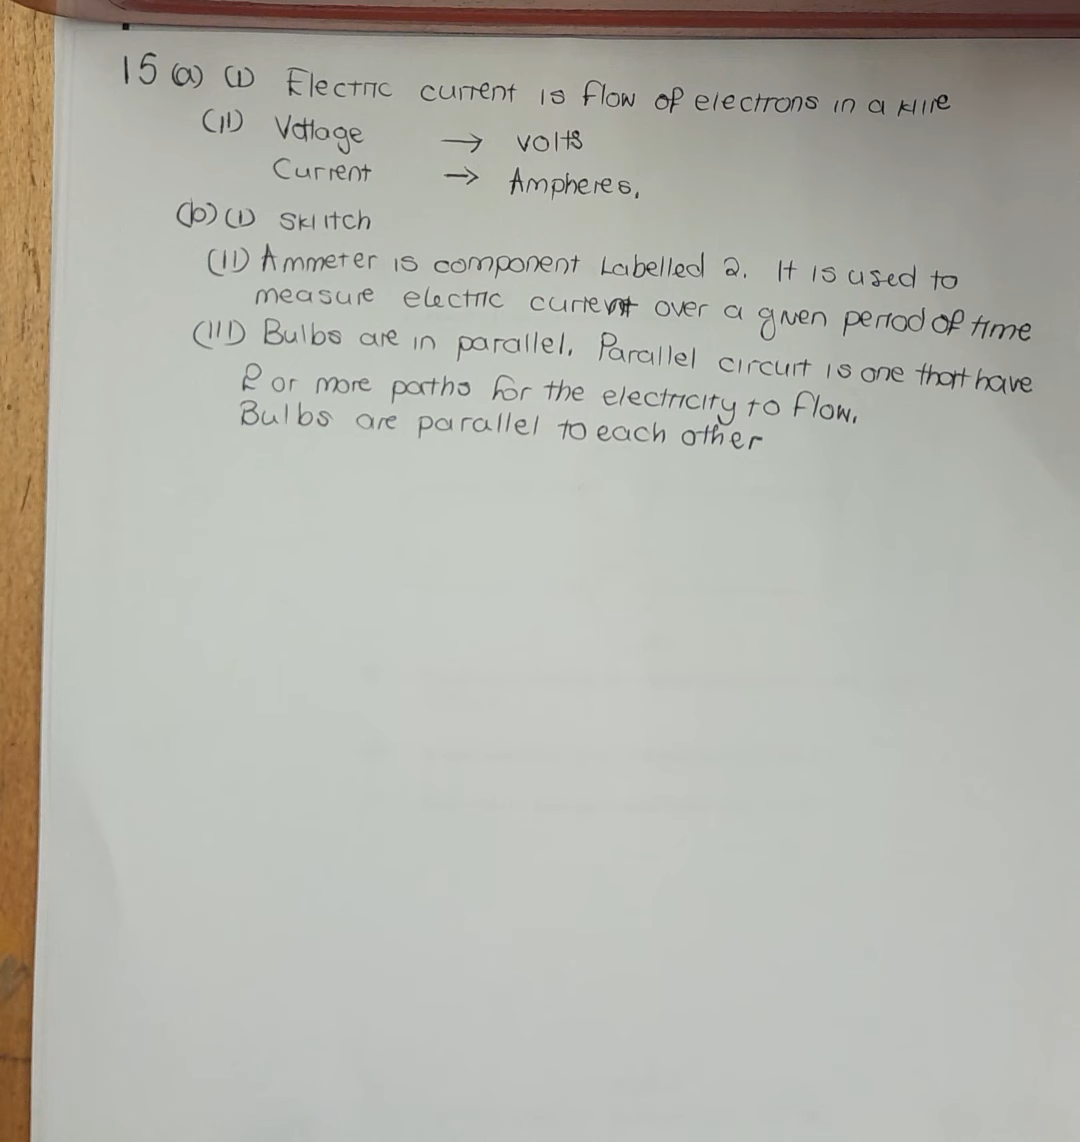 15 (a) (i) Electric current is flow of electrons in a wire
(ii) Voltage → volts
Current → Ampheres.
(b) (i) Switch
(ii) Ammeter is component Labelled 2. It is used to
measure electric current over a given period of time
(iii) Bulbs are in parallel. Parallel circuit is one that have
2 or more paths for the electricity to flow.
Bulbs are parallel to each other